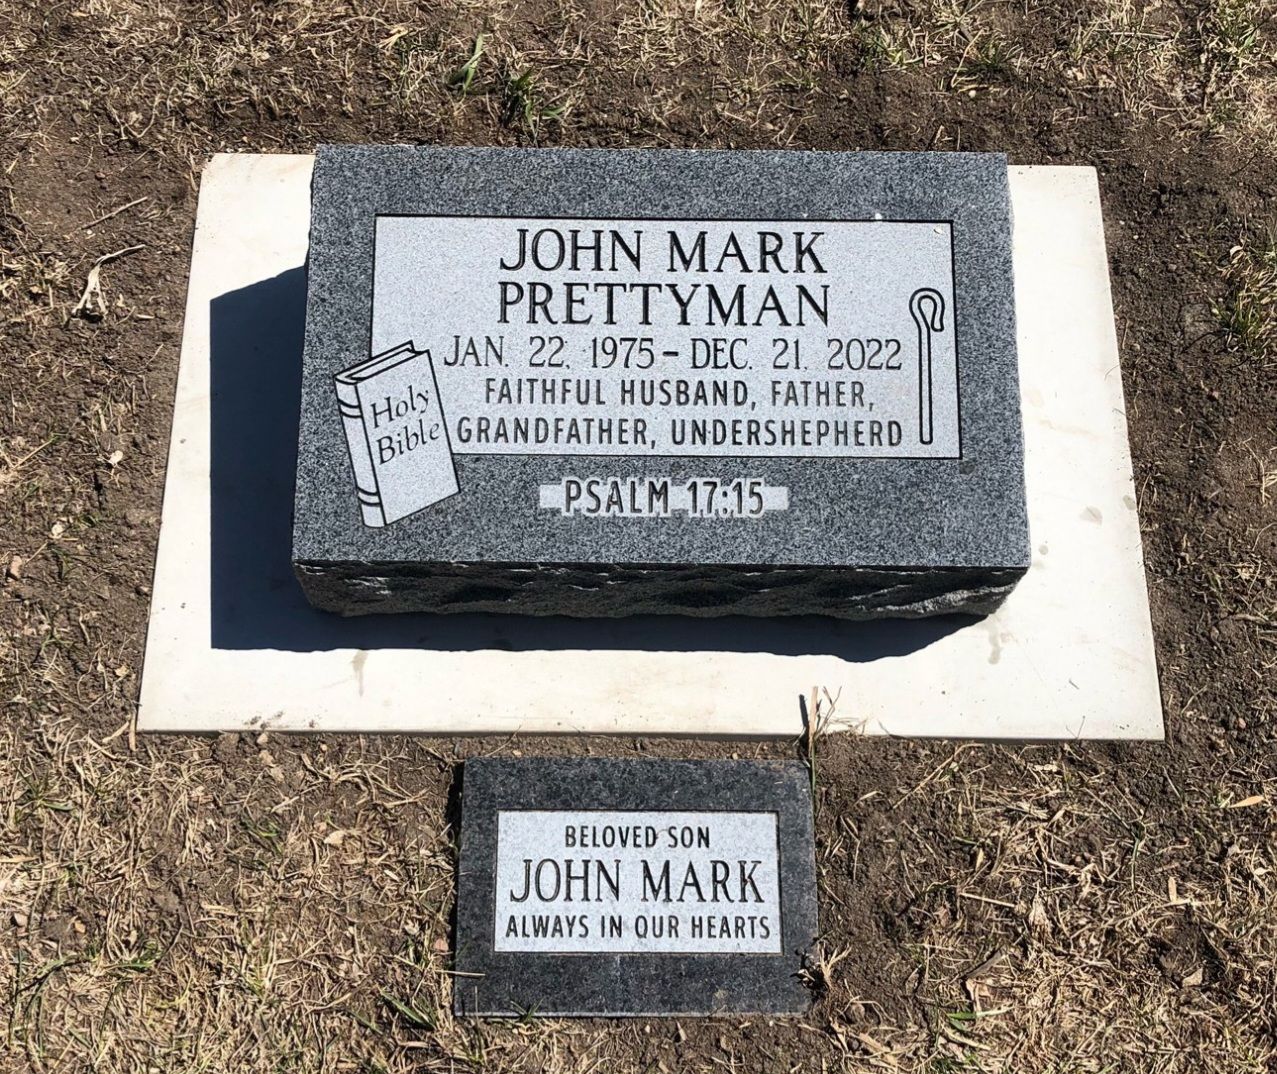 JOHN MARK
PRETTYMAN
JAN. 22, 1975 - DEC. 21, 2022
FAITHFUL HUSBAND, FATHER,
GRANDFATHER, UNDERSHEPHERD
Holy
Bible
PSALM 17:15
BELOVED SON
JOHN MARK
ALWAYS IN OUR HEARTS